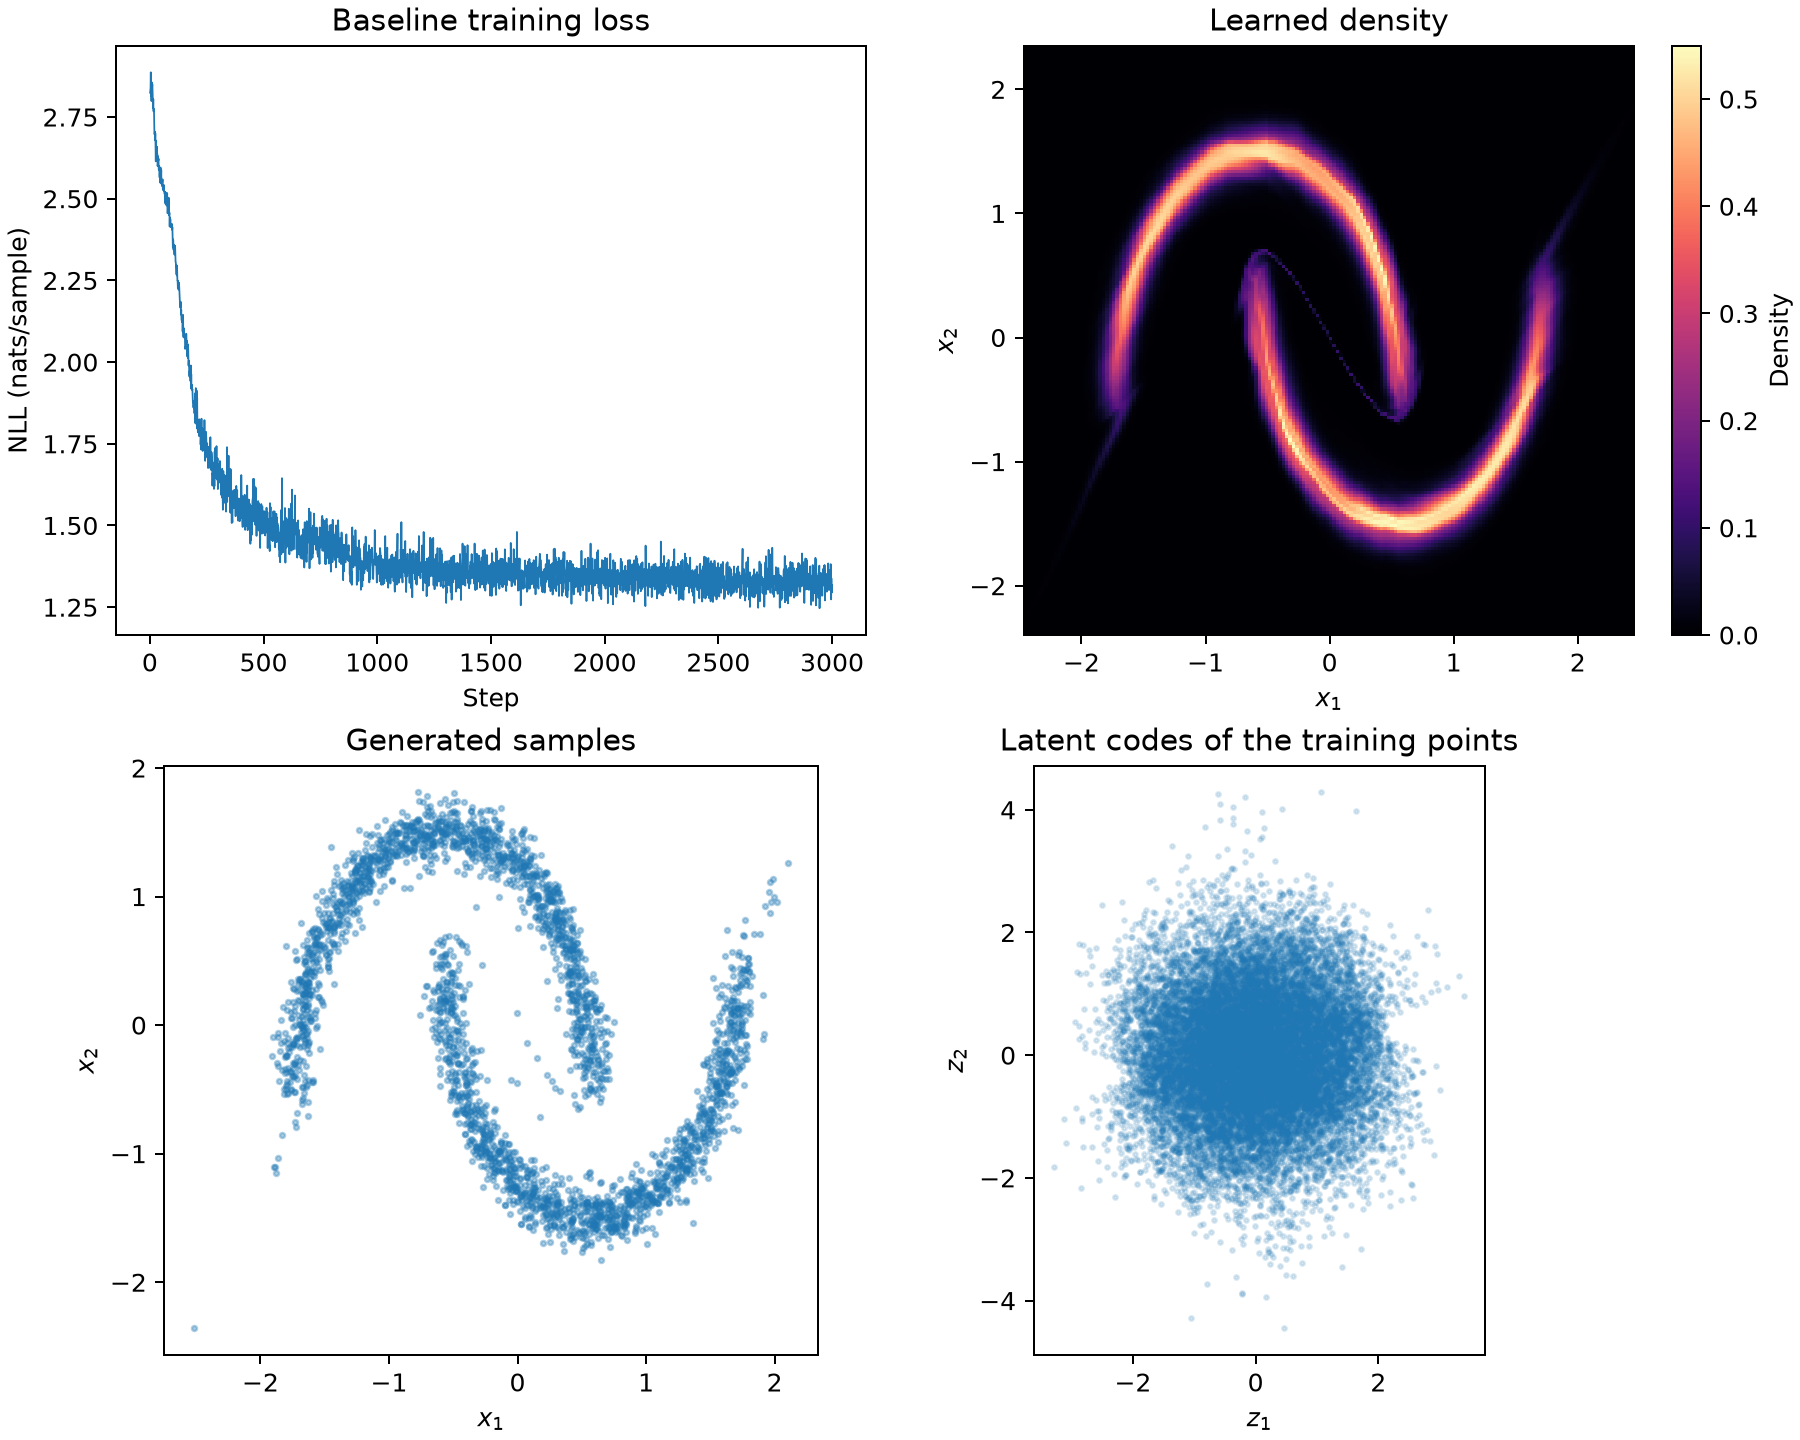 Baseline training loss
NLL (nats/sample)
2.75
2.50
2.25
2.00
1.75
1.50
1.25
0 500 1000 1500 2000 2500 3000
Step
Learned density
x₂
2
1
0
−1
−2
−2 −1 0 1 2
x₁
0.5
0.4
0.3
0.2
0.1
0.0
Density
Generated samples
x₂
2
1
0
−1
−2
−2 −1 0 1 2
x₁
Latent codes of the training points
z₂
4
2
0
−2
−4
−2 0 2
z₁